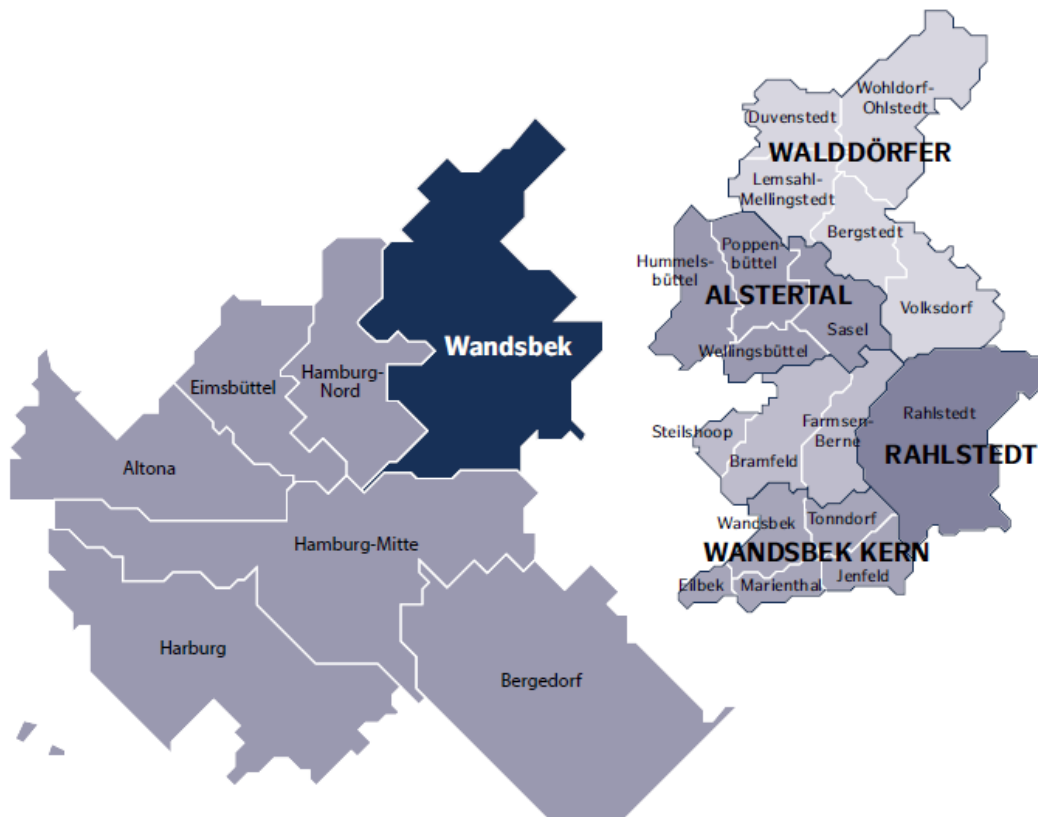 Wandsbek
Eimsbüttel
Hamburg-
Nord
Altona
Hamburg-Mitte
Harburg
Bergedorf
Wohldorf-
Ohlstedt
Duvenstedt
WALDDÖRFER
Lemsahl-
Mellingstedt
Bergstedt
Poppen-
büttel
Hummels-
büttel
ALSTERTAL
Volksdorf
Sasel
Wellingsbüttel
Rahlstedt
Farmsen-
Berne
Steilshoop
RAHLSTEDT
Bramfeld
Wandsbek
Tonndorf
WANDSBEK KERN
Eilbek
Marienthal
Jenfeld